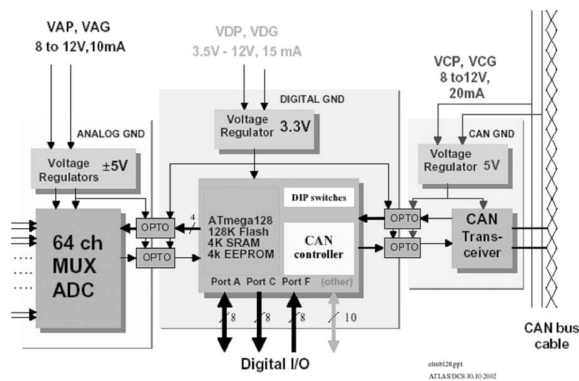 VAP, VAG
8 to 12V,10mA
VDP, VDG
3.5V - 12V, 15 mA
VCP, VCG
8 to12V,
20mA
ANALOG GND
DIGITAL GND
CAN GND
Voltage
Regulators
±5V
Voltage
Regulator
3.3V
Voltage
Regulator
5V
64 ch
MUX
ADC
OPTO
OPTO
4
ATmega128
128K Flash
4K SRAM
4k EEPROM
DIP switches
CAN
controller
Port A
Port C
Port F
(other)
OPTO
OPTO
CAN
Trans-
ceiver
8
8
8
10
Digital I/O
CAN bus
cable
elmb128.ppt
ATLAS/DCS 30.10 2002